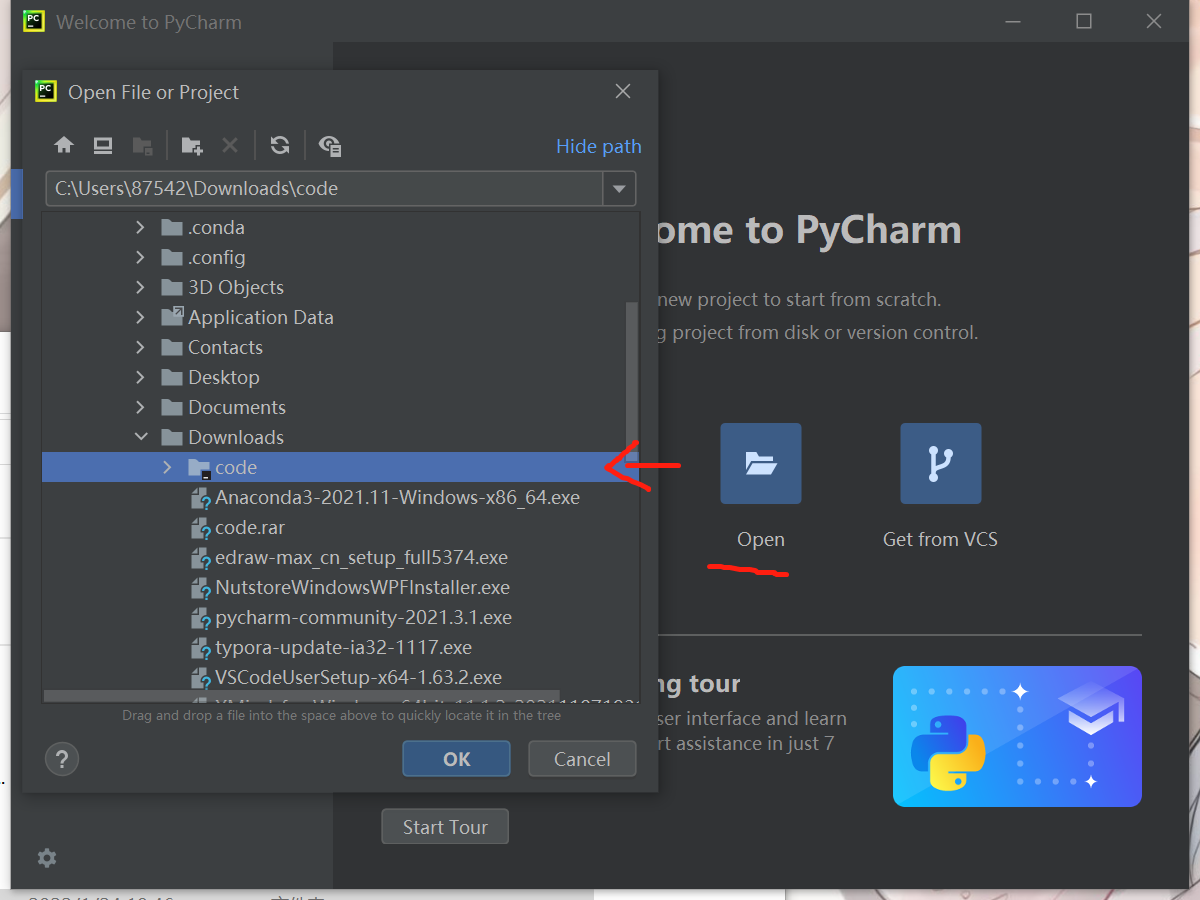 Welcome to PyCharm
Open File or Project
Hide path
C:\Users\87542\Downloads\code
.conda
.config
3D Objects
Application Data
Contacts
Desktop
Documents
Downloads
code
Anaconda3-2021.11-Windows-x86_64.exe
code.rar
edraw-max_cn_setup_full5374.exe
NutstoreWindowsWPFInstaller.exe
pycharm-community-2021.3.1.exe
typora-update-ia32-1117.exe
VSCodeUserSetup-x64-1.63.2.exe
Drag and drop a file into the space above to quickly locate it in the tree
?
OK
Cancel
ome to PyCharm
new project to start from scratch.
g project from disk or version control.
Open
Get from VCS
ng tour
ser interface and learn
rt assistance in just 7
Start Tour